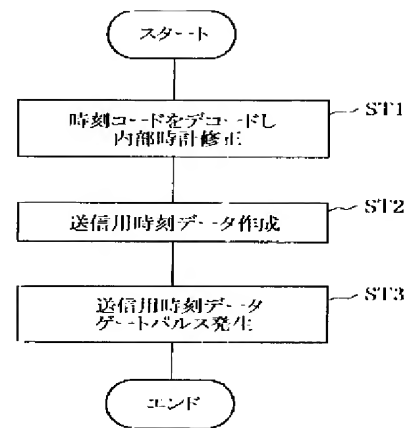 スタート
時刻コードをデコードし
内部時計修正
ST1
送信用時刻データ作成
ST2
送信用時刻データ
ゲートパルス発生
ST3
エンド